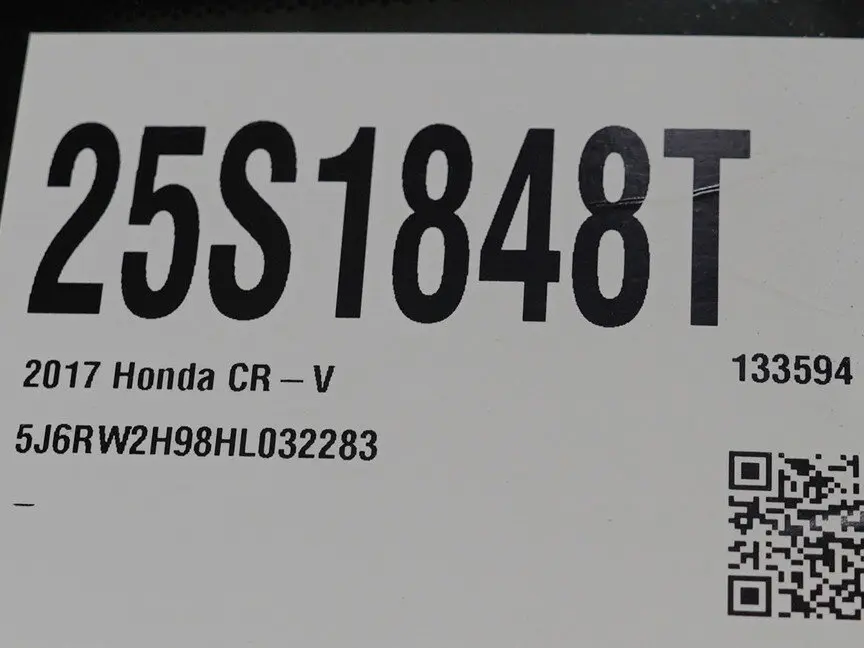 25S1848T
2017 Honda CR – V
133594
5J6RW2H98HL032283
–